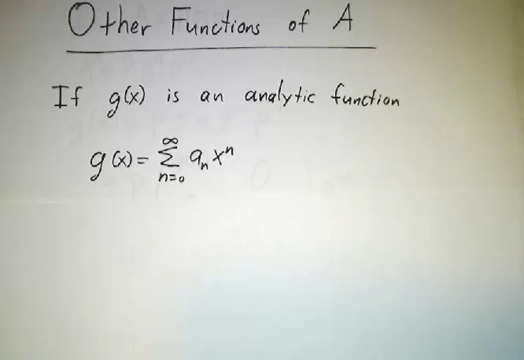 Other Functions of A
If g(x) is an analytic function
g(x) = ∑_{n=0}^{∞} a_n x^n